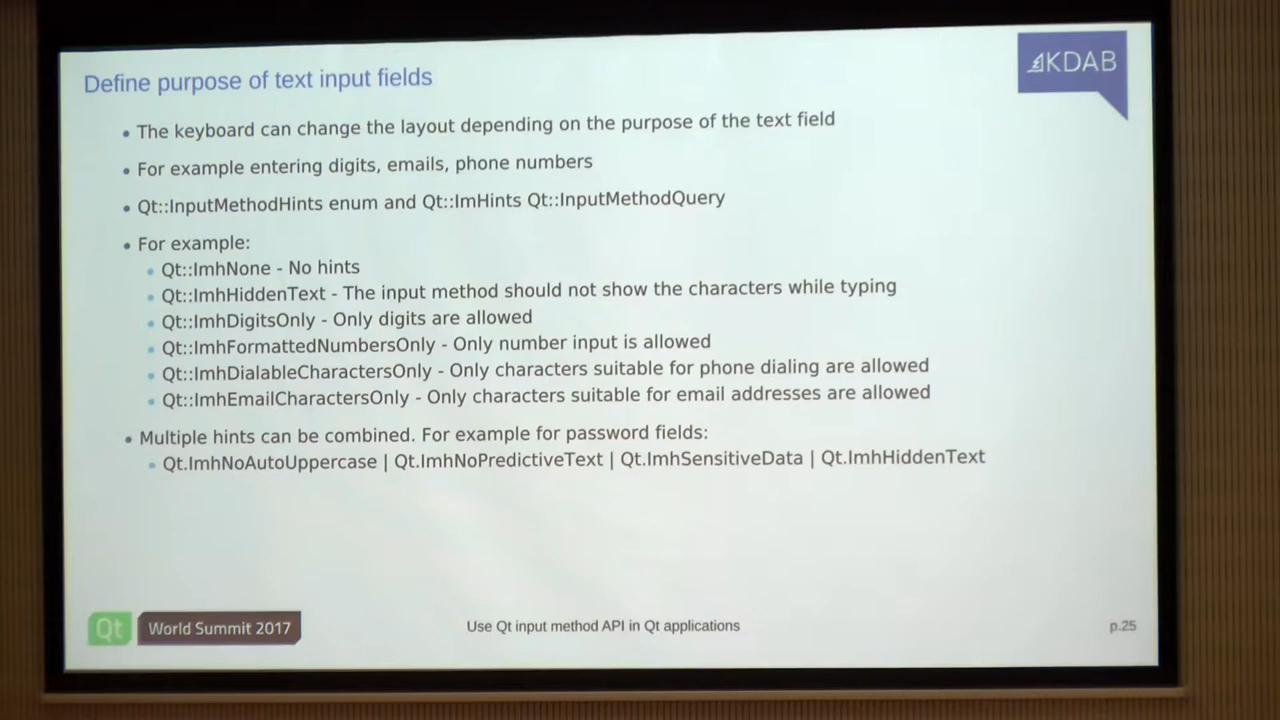 Define purpose of text input fields
KDAB
• The keyboard can change the layout depending on the purpose of the text field
• For example entering digits, emails, phone numbers
• Qt::InputMethodHints enum and Qt::ImHints Qt::InputMethodQuery
• For example:
• Qt::ImhNone - No hints
• Qt::ImhHiddenText - The input method should not show the characters while typing
• Qt::ImhDigitsOnly - Only digits are allowed
• Qt::ImhFormattedNumbersOnly - Only number input is allowed
• Qt::ImhDialableCharactersOnly - Only characters suitable for phone dialing are allowed
• Qt::ImhEmailCharactersOnly - Only characters suitable for email addresses are allowed
• Multiple hints can be combined. For example for password fields:
• Qt.ImhNoAutoUppercase | Qt.ImhNoPredictiveText | Qt.ImhSensitiveData | Qt.ImhHiddenText
Qt World Summit 2017
Use Qt input method API in Qt applications
p.25